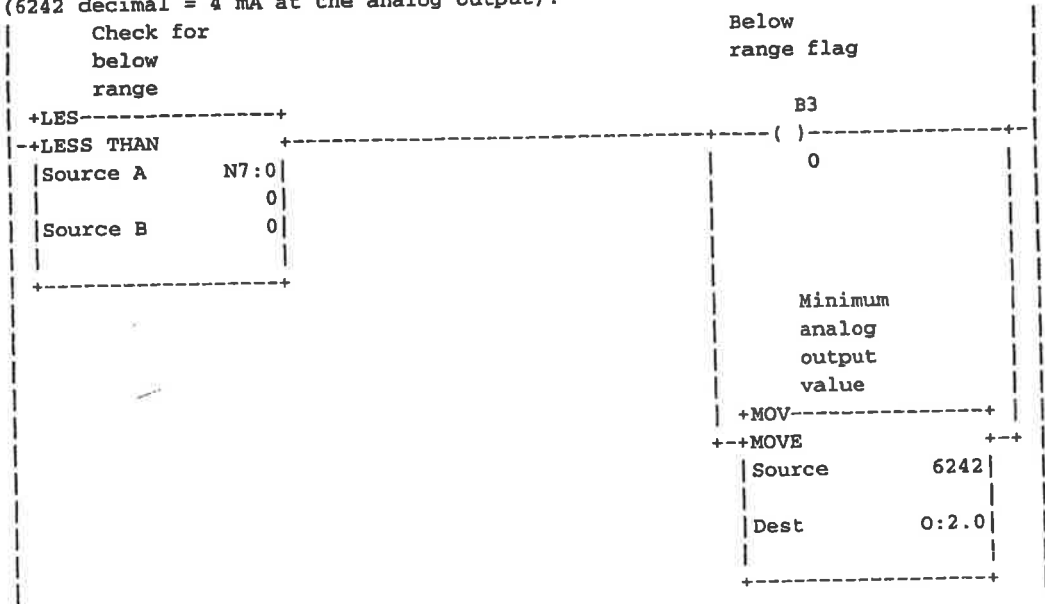 (6242 decimal = 4 mA at the analog output).
Check for
below
range
Below
range flag
+LES----------------+
B3
-+LESS THAN +--------------------------------+----( )---------------+-
|Source A N7:0|
0
0|
|Source B 0|
+-------------------+
Minimum
analog
output
value
+MOV---------------+
+-+MOVE +-+
|Source 6242|
|Dest O:2.0|
+-------------------+